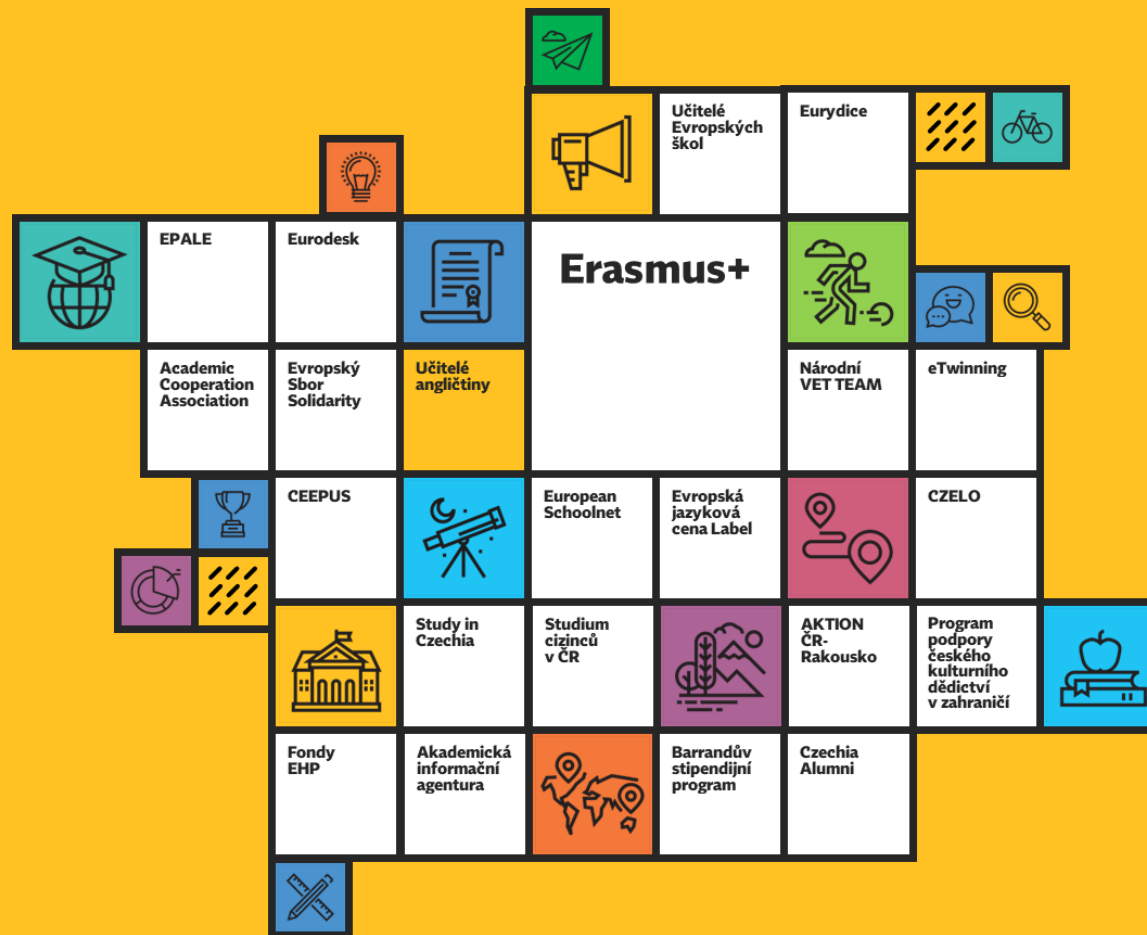 Učitelé
Evropských
škol
Eurydice
EPALE
Eurodesk
Erasmus+
Academic
Cooperation
Association
Evropský
Sbor
Solidarity
Učitelé
angličtiny
Národní
VET TEAM
eTwinning
CEEPUS
European
Schoolnet
Evropská
jazyková
cena Label
CZELO
Study in
Czechia
Studium
cizinců
v ČR
AKTION
ČR-
Rakousko
Program
podpory
českého
kulturního
dědictví
v zahraničí
Fondy
EHP
Akademická
informační
agentura
Barrandův
stipendijní
program
Czechia
Alumni